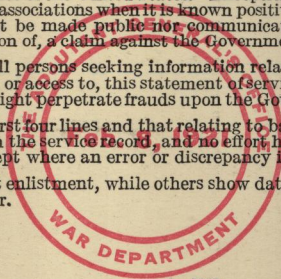 associations when it is known positi
t be made public nor communica
on of, a claim against the Governme
ll persons seeking information rela
or access to, this statement of servi
ight perpetrate frauds upon the Go
rst four lines and that relating to ba
the service record, and no effort h
ept where an error or discrepancy i
t enlistment, while others show dat
r.
WAR DEPARTMENT